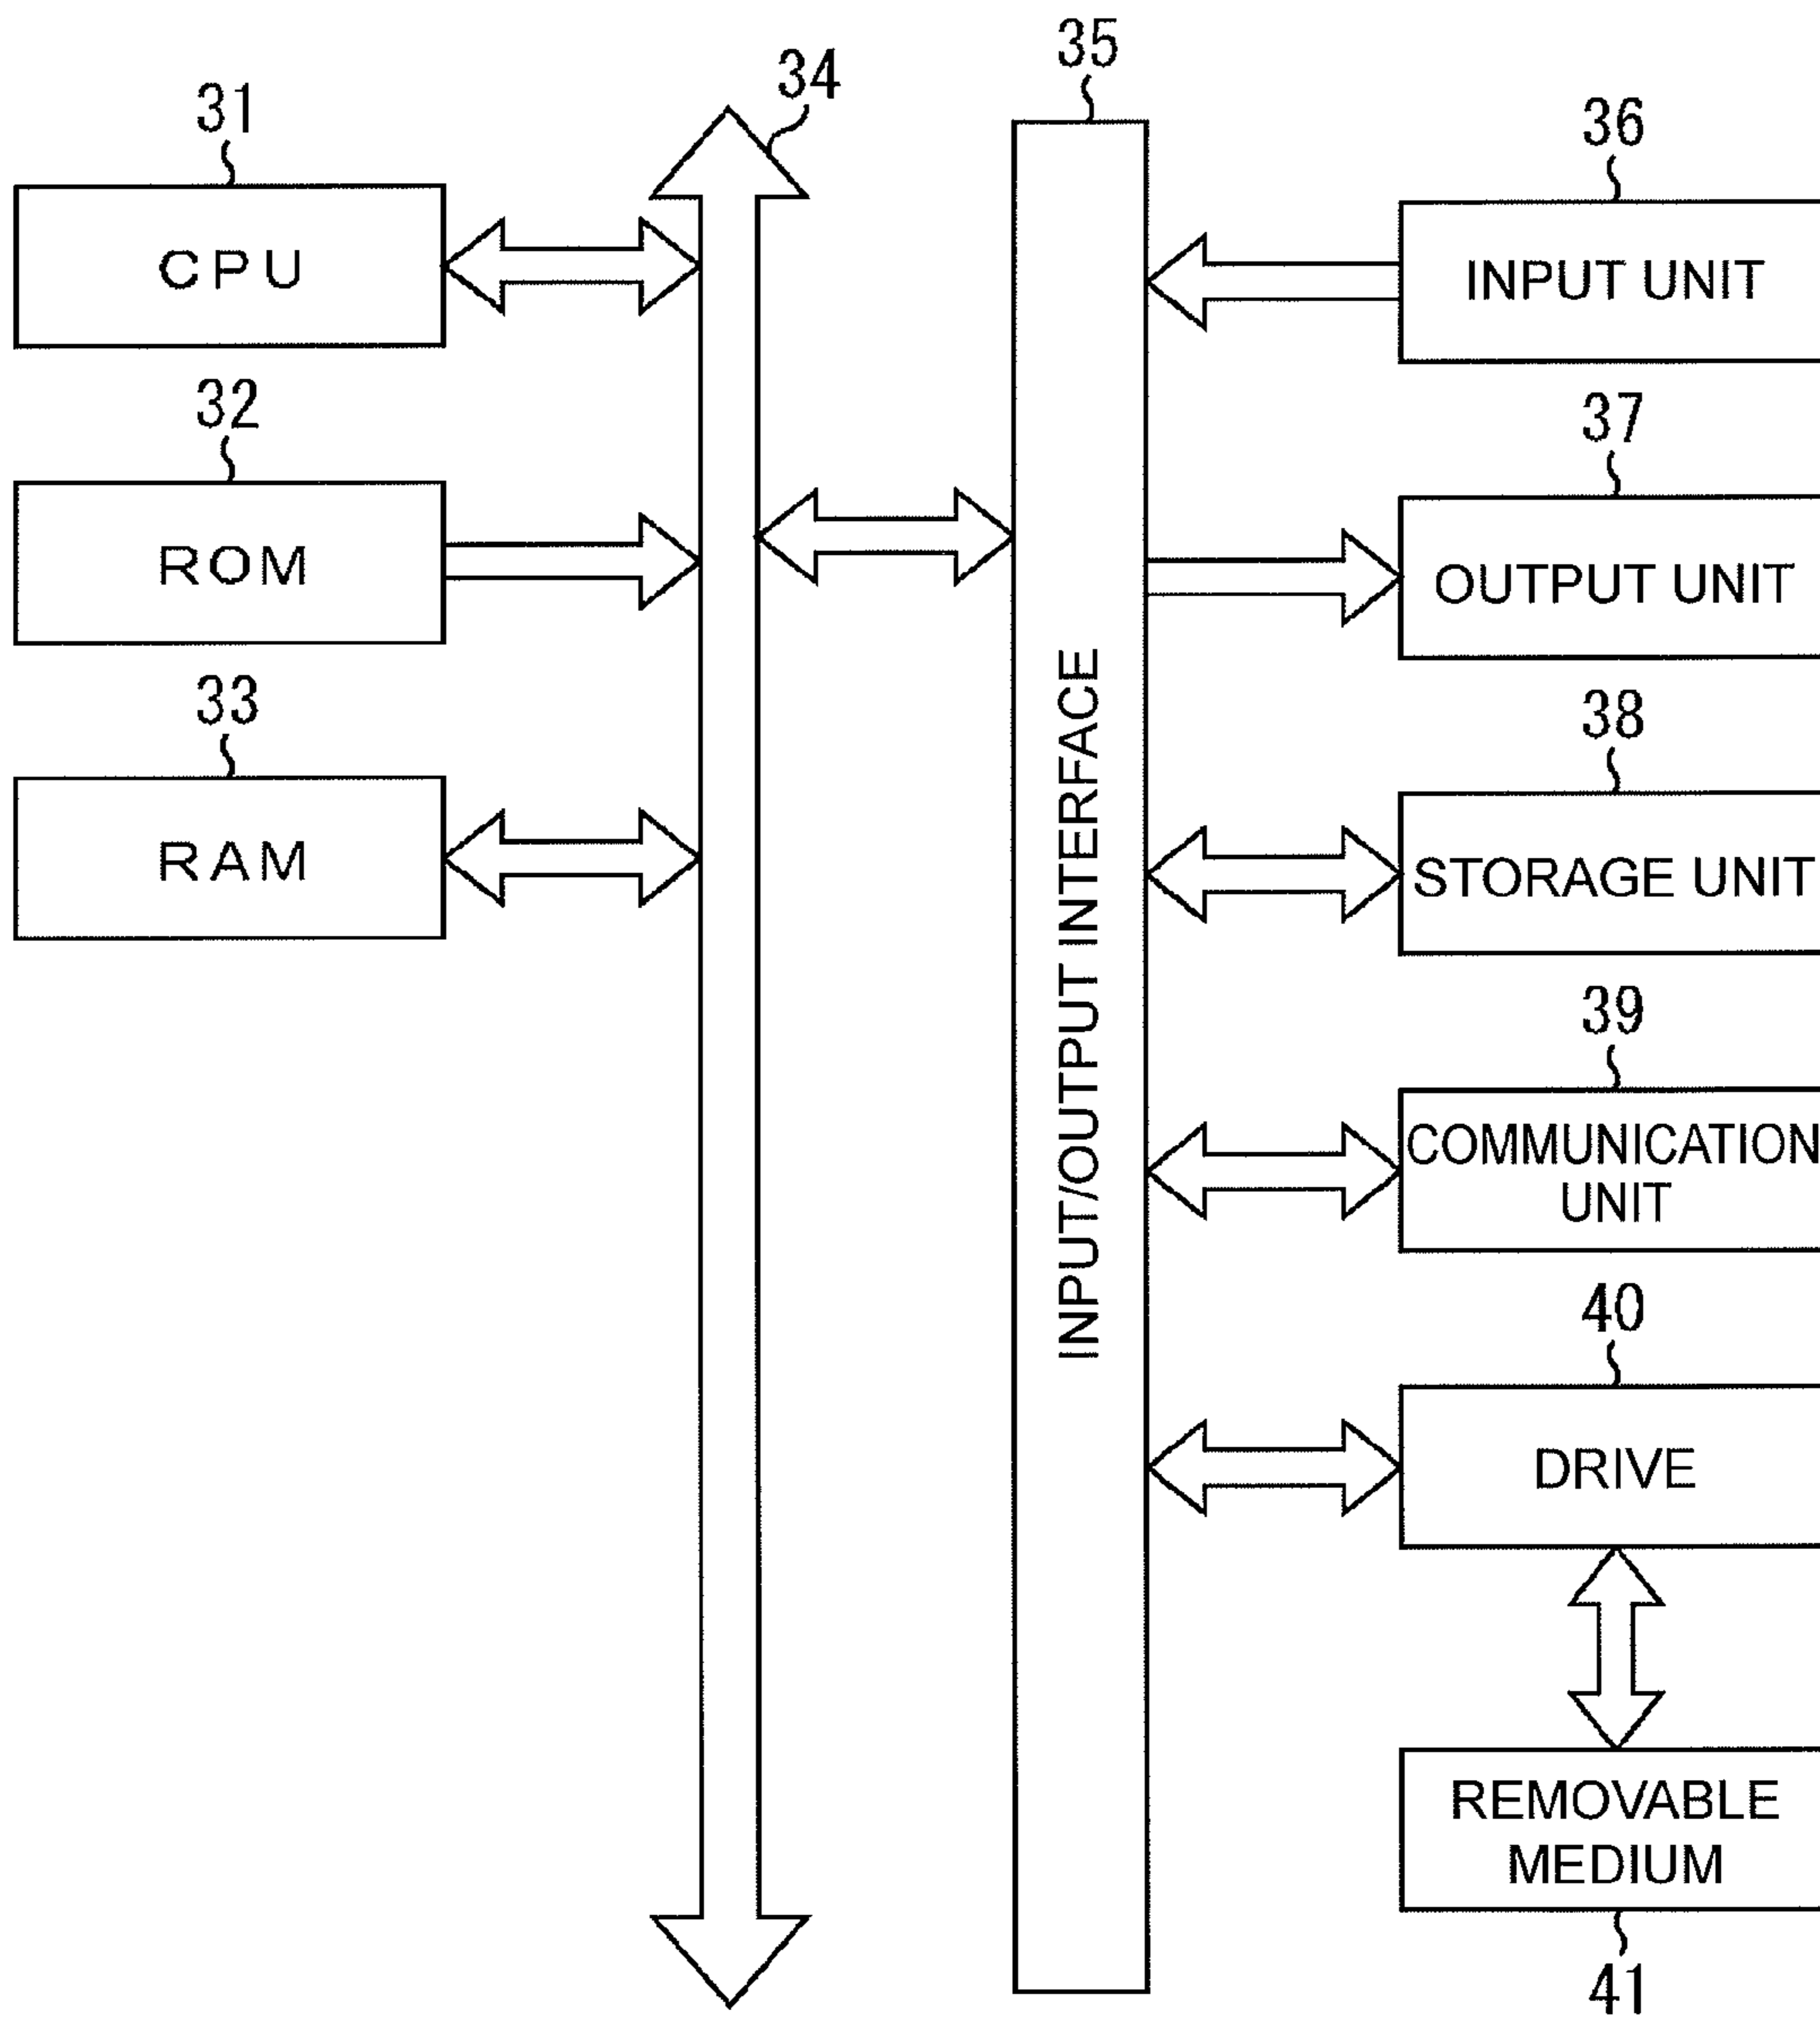 31
CPU
32
ROM
33
RAM
34
35
INPUT/OUTPUT INTERFACE
36
INPUT UNIT
37
OUTPUT UNIT
38
STORAGE UNIT
39
COMMUNICATION
UNIT
40
DRIVE
REMOVABLE
MEDIUM
41